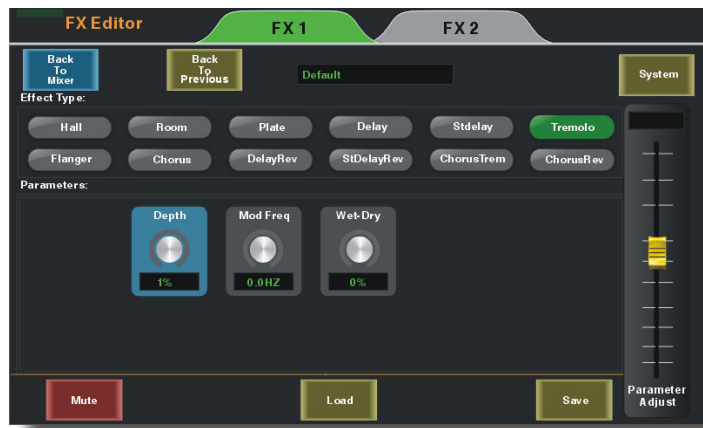 FX Editor
FX 1
FX 2
Back
To
Mixer
Back
To
Previous
Default
System
Effect Type:
Hall
Room
Plate
Delay
Stdelay
Tremolo
Flanger
Chorus
DelayRev
StDelayRev
ChorusTrem
ChorusRev
Parameters:
Depth
Mod Freq
Wet-Dry
1%
0.0HZ
0%
Mute
Load
Save
Parameter
Adjust